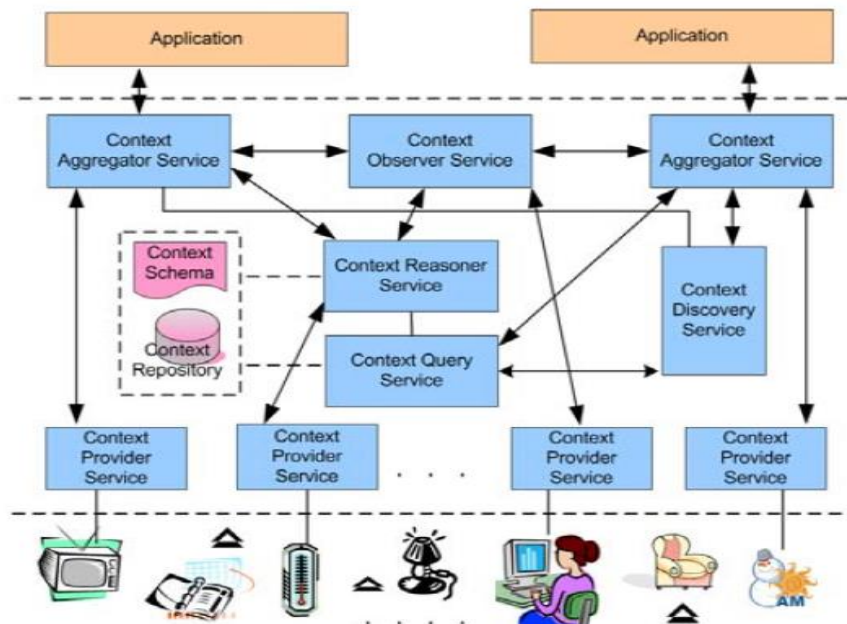 Application
Application
Context
Aggregator Service
Context
Observer Service
Context
Aggregator Service
Context
Schema
Context Reasoner
Service
Context
Discovery
Service
Context
Repository
Context Query
Service
Context
Provider
Service
Context
Provider
Service
. . . .
Context
Provider
Service
Context
Provider
Service
AM
. . . .